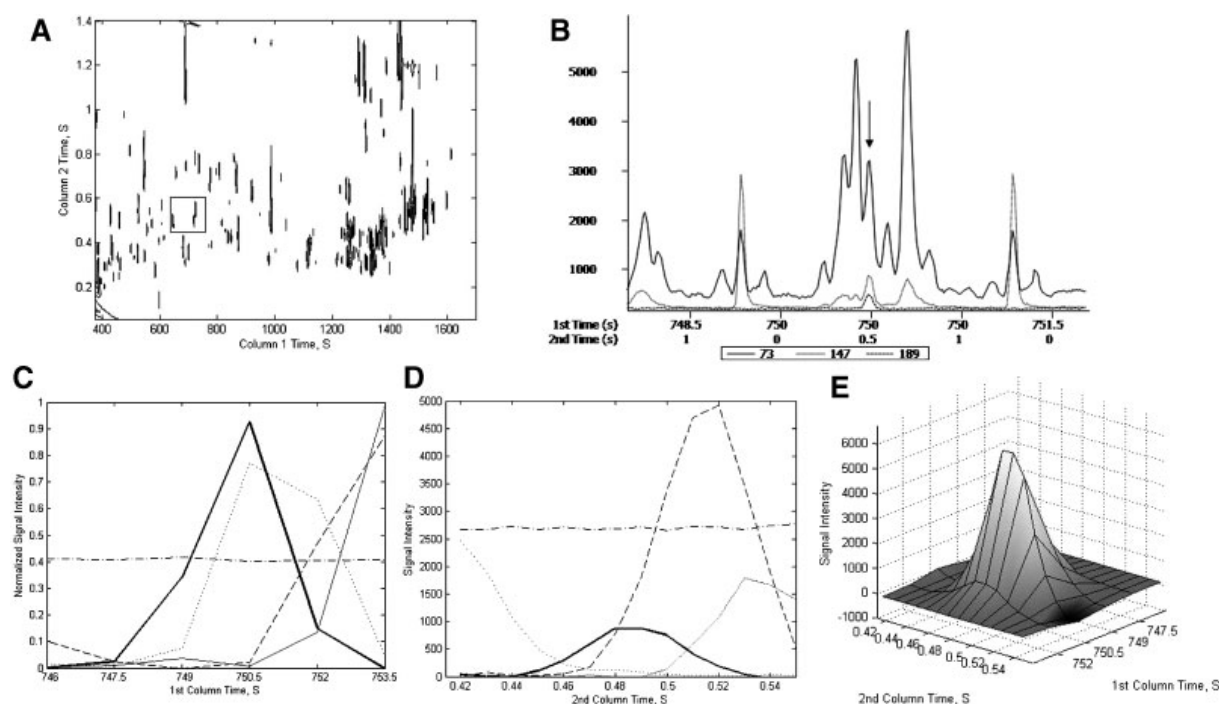 A
1.4
1.2
1
0.8
0.6
0.4
0.2
Column 2 Time, S
400 600 800 1000 1200 1400 1600
Column 1 Time, S
B
5000
4000
3000
2000
1000
1st Time (s) 748.5 750 750 750 751.5
2nd Time (s) 1 0 0.5 1 0
73 147 189
C
1
0.9
0.8
0.7
0.6
0.5
0.4
0.3
0.2
0.1
0
Normalized Signal Intensity
746 747.5 749 750.5 752 753.5
1st Column Time, S
D
5000
4500
4000
3500
3000
2500
2000
1500
1000
500
0
Signal Intensity
0.42 0.44 0.46 0.48 0.5 0.52 0.54
2nd Column Time, S
E
6000
5000
4000
3000
2000
1000
0
-1000
Signal Intensity
0.42 0.44 0.46 0.48 0.5 0.52 0.54
2nd Column Time, S
752 750.5 749 747.5
1st Column Time, S